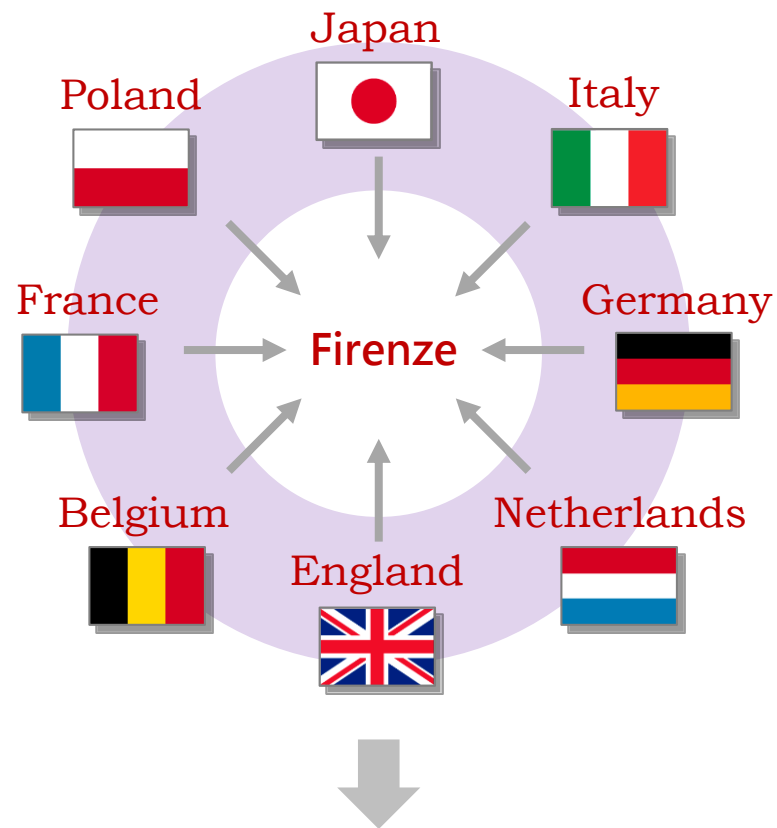 Japan
Poland
Italy
France
Germany
Firenze
Belgium
Netherlands
England